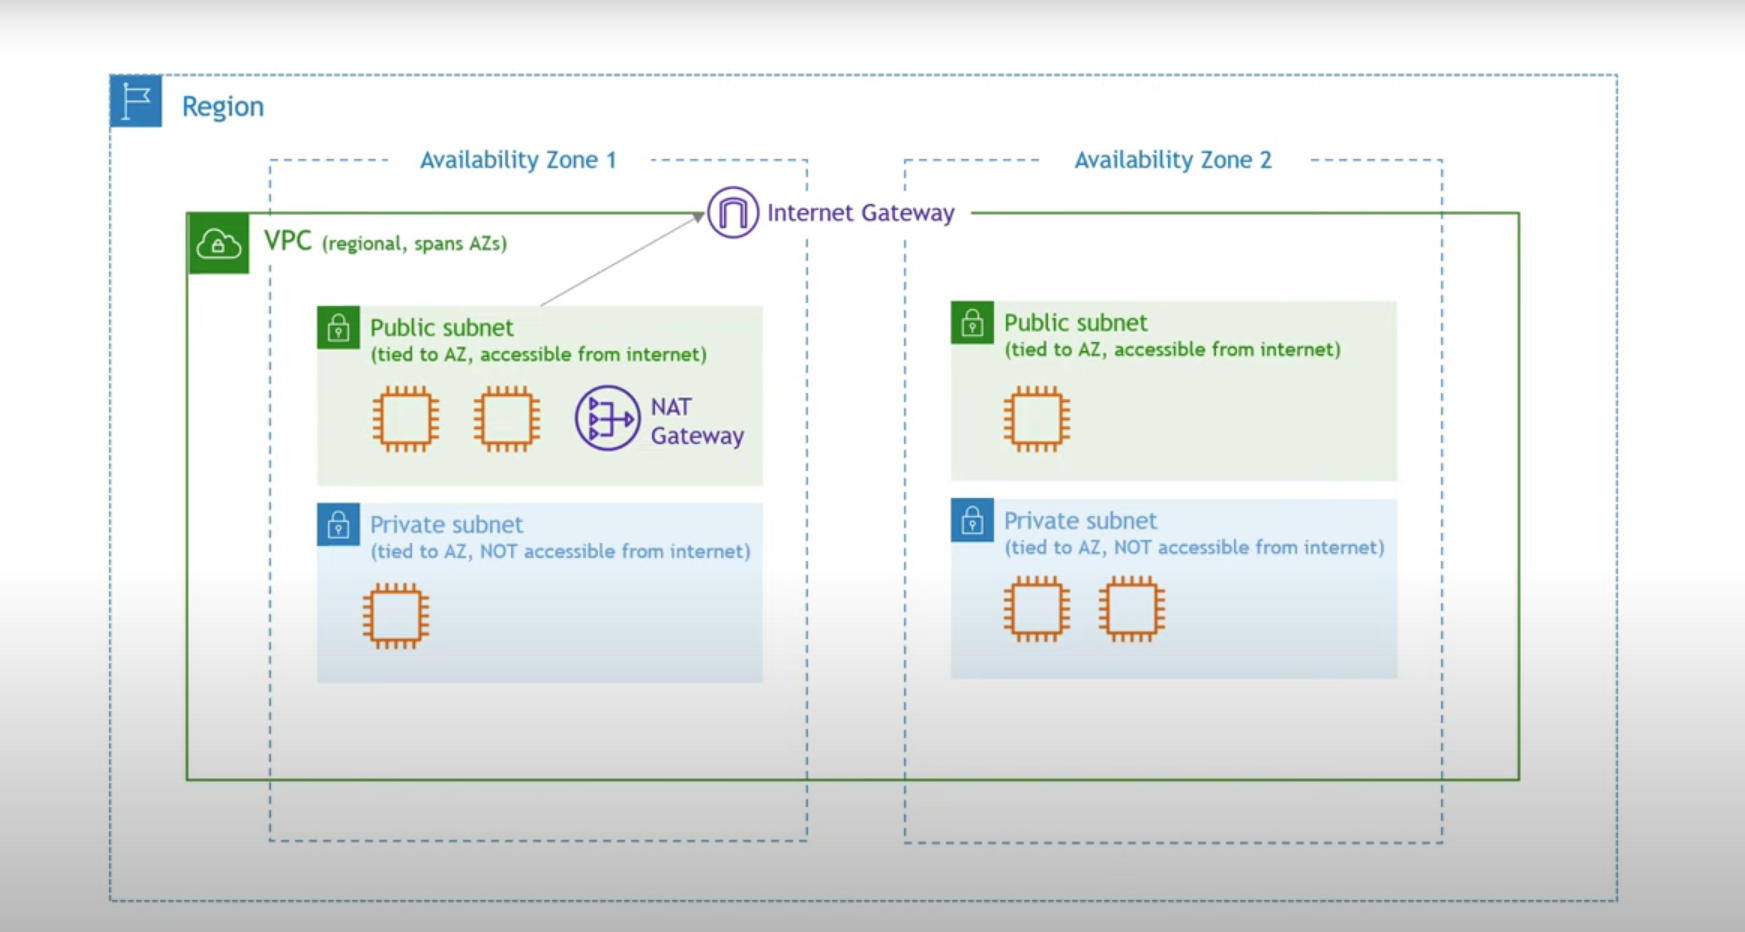 Region
Availability Zone 1
Availability Zone 2
Internet Gateway
VPC (regional, spans AZs)
Public subnet
(tied to AZ, accessible from internet)
NAT
Gateway
Private subnet
(tied to AZ, NOT accessible from internet)
Public subnet
(tied to AZ, accessible from internet)
Private subnet
(tied to AZ, NOT accessible from internet)